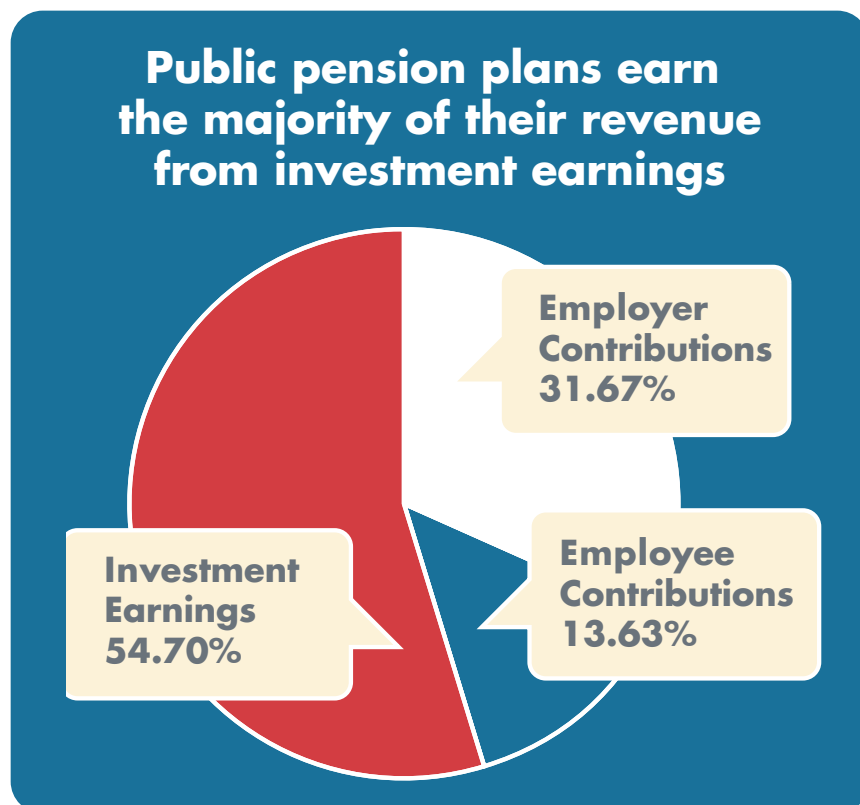 Public pension plans earn
the majority of their revenue
from investment earnings
Employer
Contributions
31.67%
Employee
Contributions
13.63%
Investment
Earnings
54.70%